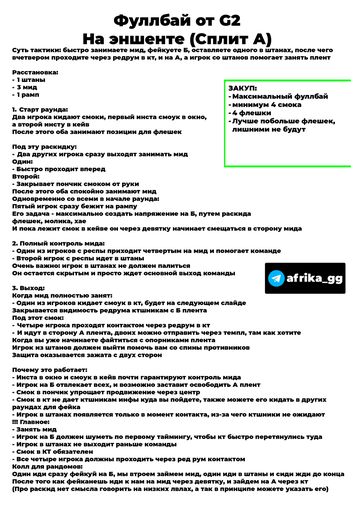 Фуллбай от G2
На эншенте (Сплит А)
Суть тактики: быстро занимаете мид, фейкуете Б, оставляете одного в штанах, после чего
вчетвером проходите через редрум в кт, и на А, а игрок со штанов помогает занять плент
Расстановка:
- 1 штаны
- 3 мид
- 1 рамп
ЗАКУП:
-Максимальный фуллбай
-минимум 4 смока
-4 флешки
-Лучше побольше флешек,
лишними не будут
1. Старт раунда:
Два игрока кидают смоки, первый инста смоук в окно,
а второй инсту в кейв
После этого оба занимают позиции для флешек
Под эту раскидку:
- Два других игрока сразу выходят занимать мид
Один:
- Быстро проходит вперед
Второй:
- Закрывает пончик смоком от руки
После этого оба спокойно занимают мид
Одновременно со всеми в начале раунда:
Пятый игрок сразу бежит на рампу
Его задача - максимально создать напряжение на Б, путем раскида
флешек, молика, хае
И пока лежит смок в кейве он через девятку начинает смещаться в сторону мида
2. Полный контроль мида:
- Один из игроков с респы приходит четвертым на мид и помогает команде
- Второй игрок с респы идет в штаны
Очень важно: игрок в штанах не должен палиться
Он остается скрытым и просто ждет основной выход команды
afrika_gg
3. Выход:
Когда мид полностью занят:
- Один из игроков кидает смоук в кт, будет на следующем слайде
Закрывается видимость редрума ктшникам с Б плента
Под этот смок:
- Четыре игрока проходят контактом через редрум в кт
- И идут в сторону А плента, двоих можно отправить через темпл, там как хотите
Когда вы уже начинаете файтиться с опорниками плента
Игрок из штанов должен выйти помочь вам со спины противников
Защита оказывается зажата с двух сторон
Почему это работает:
- Инста в окно и смоук в кейв почти гарантируют контроль мида
- Игрок на Б отвлекает всех, и возможно заставит освободить А плент
- Смок в пончик упрощает продвижение через центр
- Смок в кт не дает ктшникам инфы куда вы пойдете, также можете его кидать в других
раундах для фейка
- Игрок в штанах появляется только в момент контакта, из-за чего ктшники не ожидают
!!! Главное:
- Занять мид
- Игрок на Б должен шуметь по первому таймингу, чтобы кт быстро перетянулись туда
- Игрок в штанах не выходит раньше команды
- Смок в КТ обязателен
- Все четыре игрока должны проходить через ред рум контактом
Колл для рандомов:
Один иди сразу фейкуй на Б, мы втроем займем мид, один иди в штаны и сиди жди до конца
После того как фейканешь иди к нам на мид через девятку, и зайдем на А через кт
(Про раскид нет смысла говорить на низких лвлах, а так в принципе можете указать его)